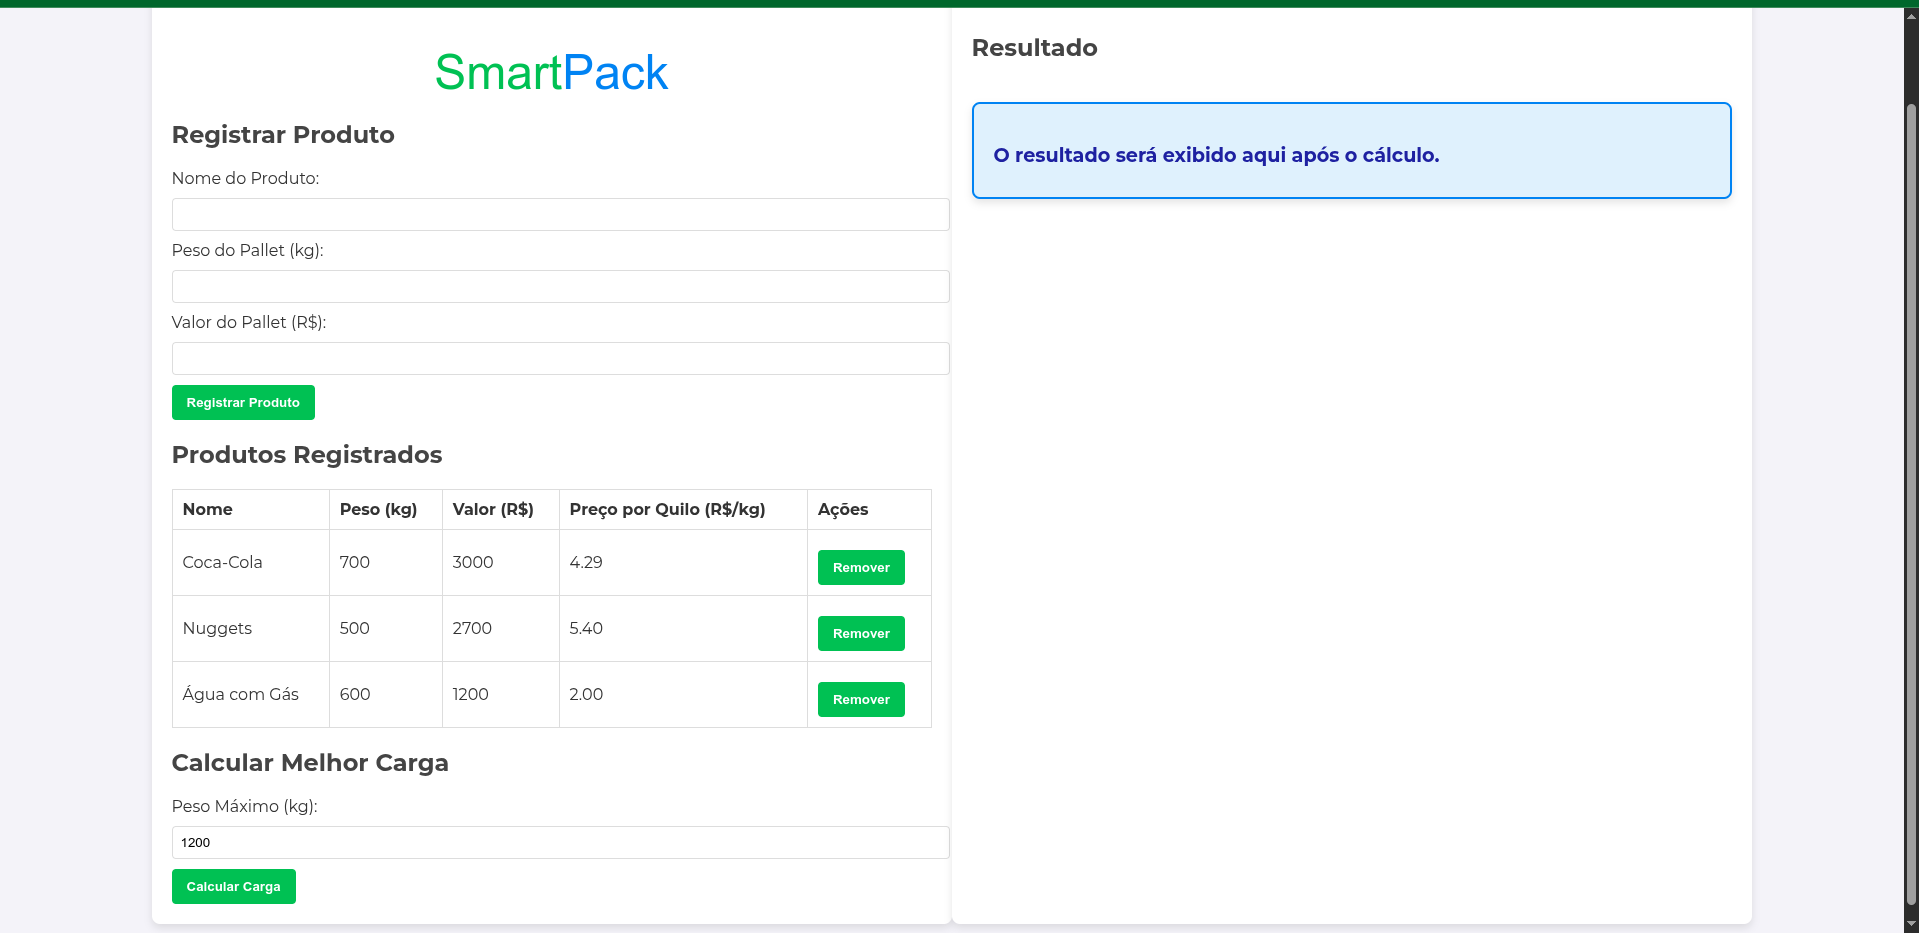 SmartPack
Registrar Produto
Nome do Produto:
Peso do Pallet (kg):
Valor do Pallet (R$):
Registrar Produto
Produtos Registrados
Nome Peso (kg) Valor (R$) Preço por Quilo (R$/kg) Ações
Coca-Cola 700 3000 4.29 Remover
Nuggets 500 2700 5.40 Remover
Água com Gás 600 1200 2.00 Remover
Calcular Melhor Carga
Peso Máximo (kg):
1200
Calcular Carga
Resultado
O resultado será exibido aqui após o cálculo.